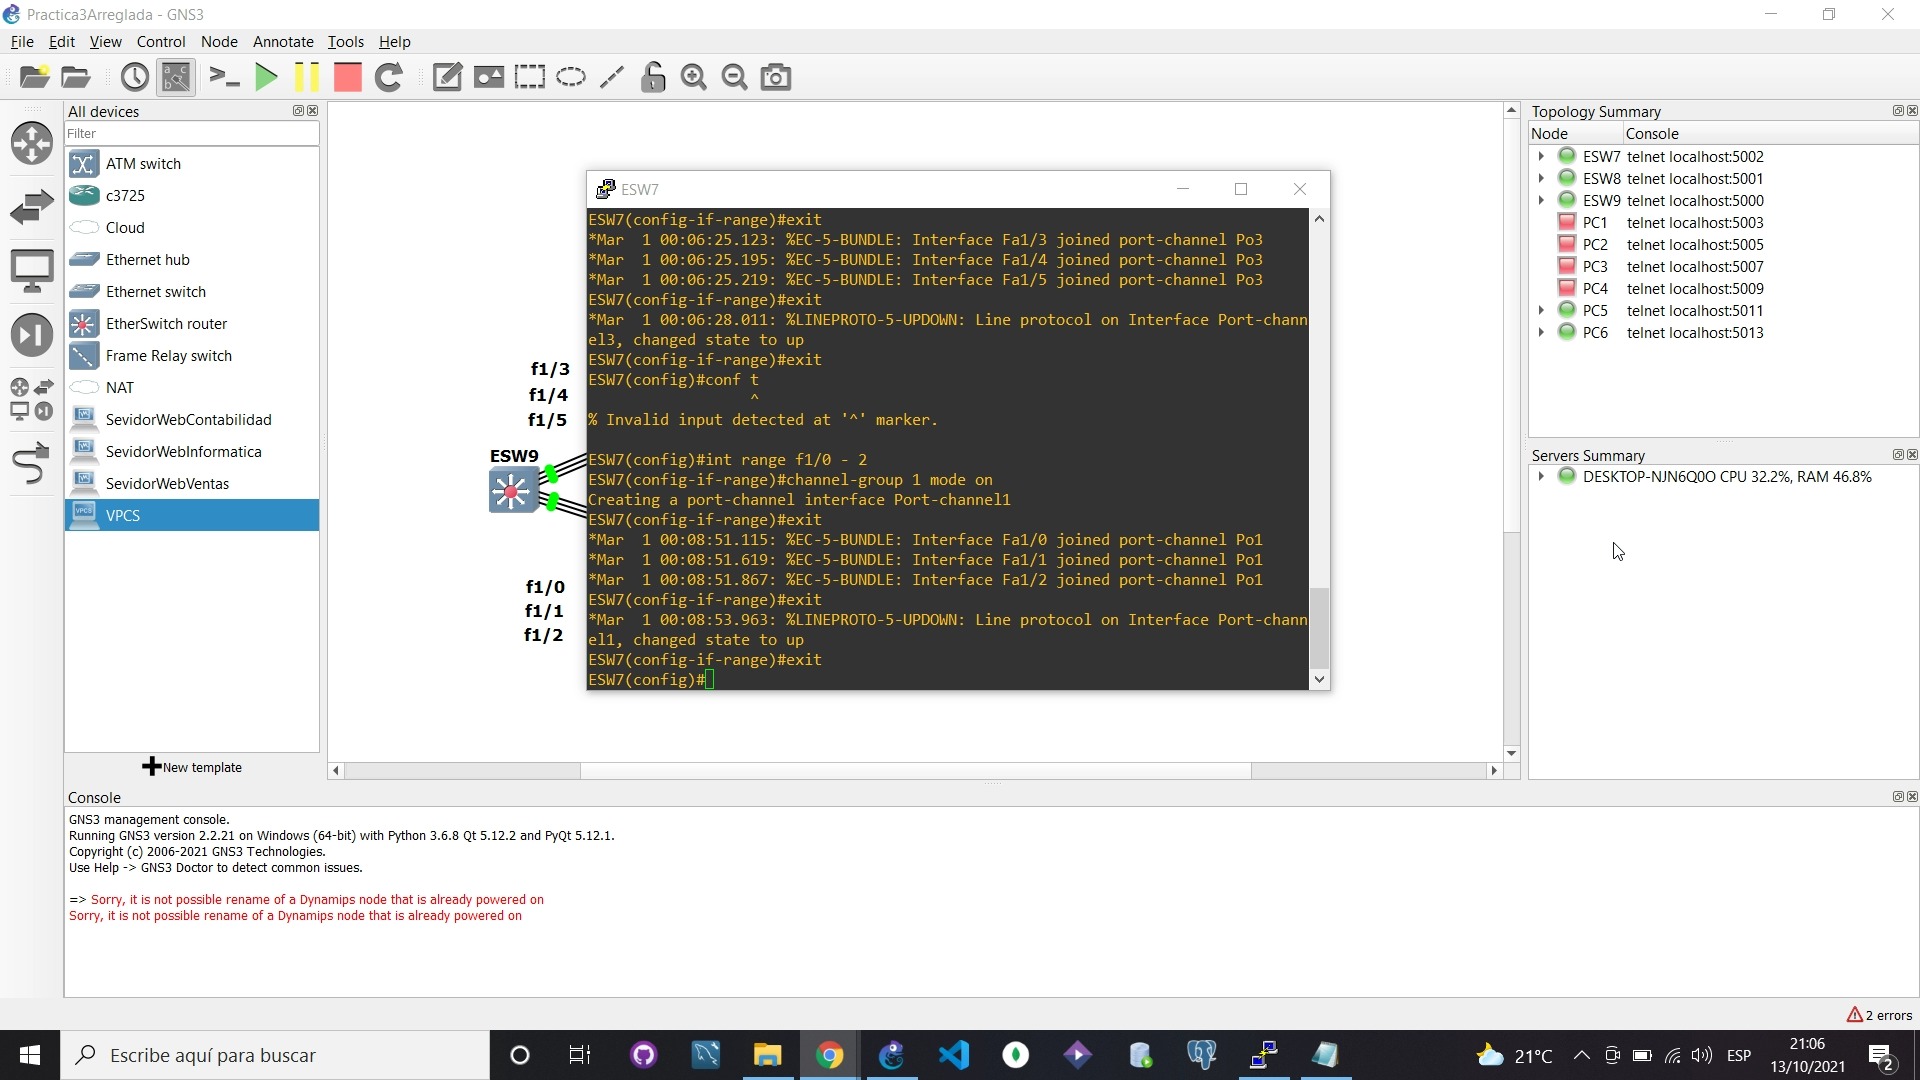 Practica3Arreglada - GNS3
File Edit View Control Node Annotate Tools Help
All devices
Filter
ATM switch
c3725
Cloud
Ethernet hub
Ethernet switch
EtherSwitch router
Frame Relay switch
NAT
SevidorWebContabilidad
SevidorWebInformatica
SevidorWebVentas
VPCS
New template
f1/3
f1/4
f1/5
ESW9
f1/0
f1/1
f1/2
ESW7
ESW7(config-if-range)#exit
*Mar  1 00:06:25.123: %EC-5-BUNDLE: Interface Fa1/3 joined port-channel Po3
*Mar  1 00:06:25.195: %EC-5-BUNDLE: Interface Fa1/4 joined port-channel Po3
*Mar  1 00:06:25.219: %EC-5-BUNDLE: Interface Fa1/5 joined port-channel Po3
ESW7(config-if-range)#exit
*Mar  1 00:06:28.011: %LINEPROTO-5-UPDOWN: Line protocol on Interface Port-chann
el3, changed state to up
ESW7(config-if-range)#exit
ESW7(config)#conf t
^
% Invalid input detected at '^' marker.
ESW7(config)#int range f1/0 - 2
ESW7(config-if-range)#channel-group 1 mode on
Creating a port-channel interface Port-channel1
ESW7(config-if-range)#exit
*Mar  1 00:08:51.115: %EC-5-BUNDLE: Interface Fa1/0 joined port-channel Po1
*Mar  1 00:08:51.619: %EC-5-BUNDLE: Interface Fa1/1 joined port-channel Po1
*Mar  1 00:08:51.867: %EC-5-BUNDLE: Interface Fa1/2 joined port-channel Po1
ESW7(config-if-range)#exit
*Mar  1 00:08:53.963: %LINEPROTO-5-UPDOWN: Line protocol on Interface Port-chann
el1, changed state to up
ESW7(config-if-range)#exit
ESW7(config)#
Topology Summary
Node Console
ESW7 telnet localhost:5002
ESW8 telnet localhost:5001
ESW9 telnet localhost:5000
PC1 telnet localhost:5003
PC2 telnet localhost:5005
PC3 telnet localhost:5007
PC4 telnet localhost:5009
PC5 telnet localhost:5011
PC6 telnet localhost:5013
Servers Summary
DESKTOP-NJN6Q0O CPU 32.2%, RAM 46.8%
Console
GNS3 management console.
Running GNS3 version 2.2.21 on Windows (64-bit) with Python 3.6.8 Qt 5.12.2 and PyQt 5.12.1.
Copyright (c) 2006-2021 GNS3 Technologies.
Use Help -> GNS3 Doctor to detect common issues.
=> Sorry, it is not possible rename of a Dynamips node that is already powered on
Sorry, it is not possible rename of a Dynamips node that is already powered on
2 errors
Escribe aquí para buscar
21°C
ESP
21:06
13/10/2021
2